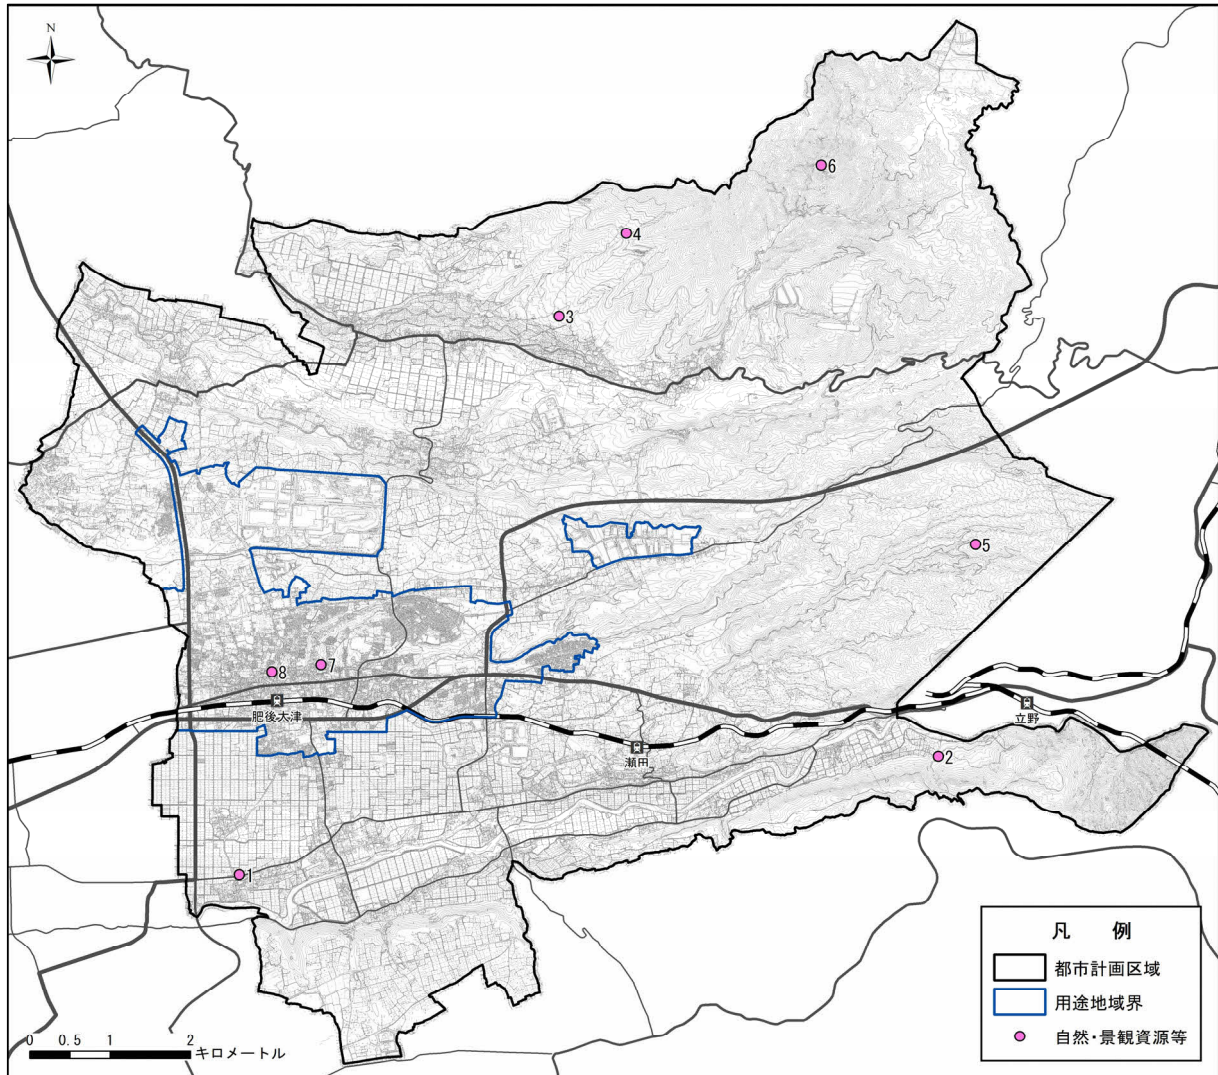 N
6
4
3
5
8
7
肥後大津
立野
瀬田
2
1
凡 例
都市計画区域
用途地域界
自然・景観資源等
0 0.5 1 2
キロメートル